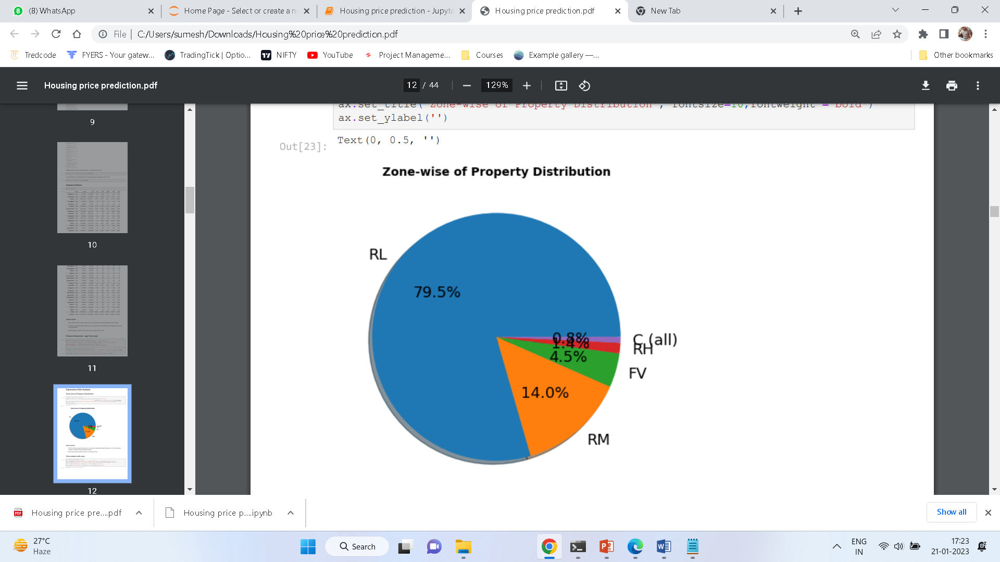 (8) WhatsApp
Home Page - Select or create a n
Housing price prediction - Jupyte
Housing price prediction.pdf
New Tab
File
C:/Users/sumesh/Downloads/Housing%20price%20prediction.pdf
Tredcode
FYERS - Your gatew...
TradingTick | Optio...
NIFTY
YouTube
Project Manageme...
Courses
Example gallery —...
Other bookmarks
Housing price prediction.pdf
12 / 44
129%
9
10
11
12
ax.set_title('Zone-wise of Property Distribution', fontsize=10,fontweight ='bold')
ax.set_ylabel('')
Out[23]:
Text(0, 0.5, '')
Zone-wise of Property Distribution
RL
79.5%
0.8%
C (all)
1.4%
RH
4.5%
FV
14.0%
RM
Housing price pre....pdf
Housing price p....ipynb
Show all
27°C
Haze
Search
ENG
IN
17:23
21-01-2023